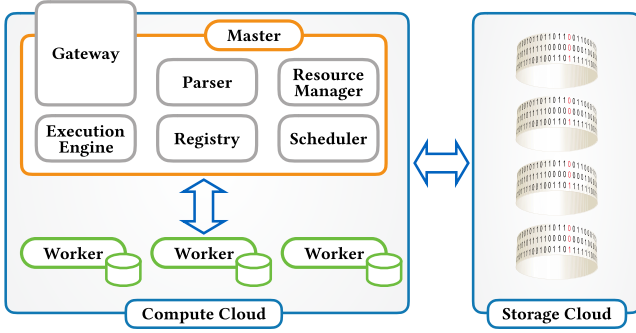 Gateway
Master
Parser
Resource
Manager
Execution
Engine
Registry
Scheduler
Worker
Worker
Worker
Compute Cloud
Storage Cloud